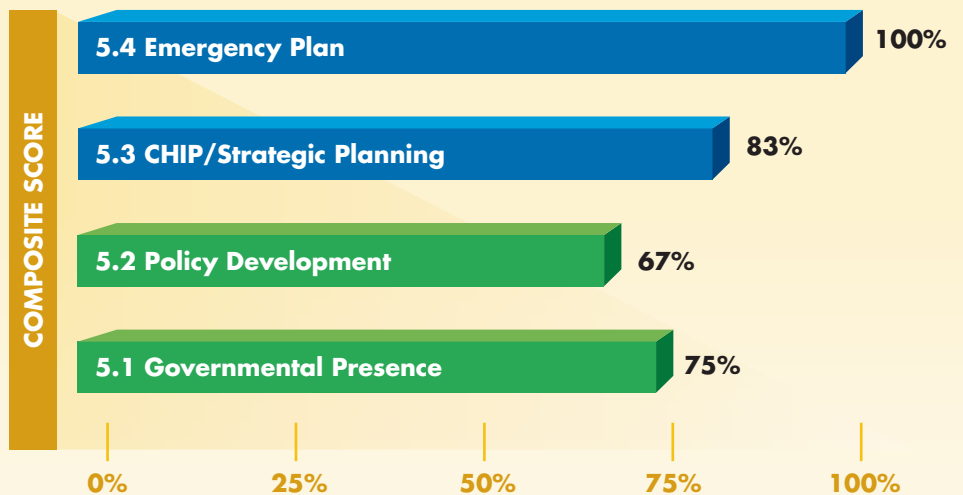 COMPOSITE SCORE
5.4 Emergency Plan
100%
5.3 CHIP/Strategic Planning
83%
5.2 Policy Development
67%
5.1 Governmental Presence
75%
0% 25% 50% 75% 100%